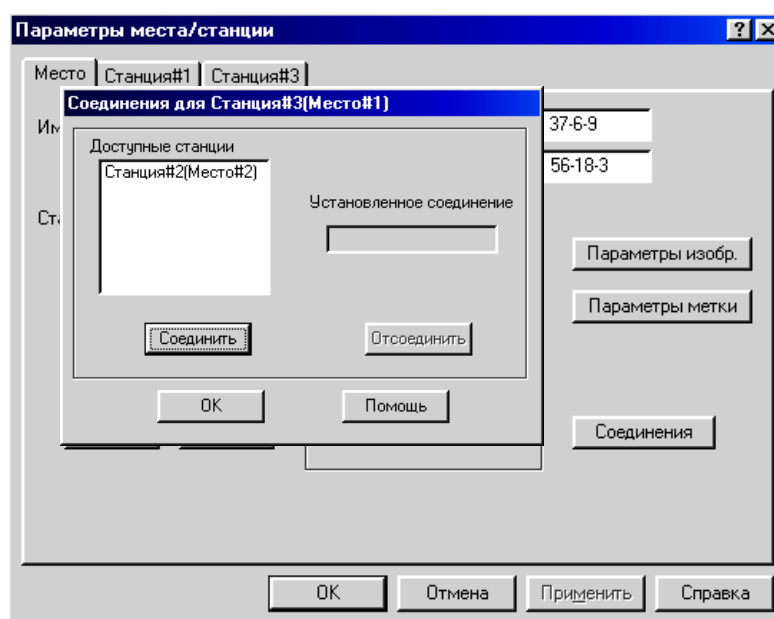 Параметры места/станции
Место Станция#1 Станция#3
Соединения для Станция#3(Место#1)
37-6-9
Доступные станции
56-18-3
Станция#2(Место#2)
Установленное соединение
Параметры изобр.
Параметры метки
Соединить Отсоединить
OK Помощь
Соединения
OK Отмена Применить Справка